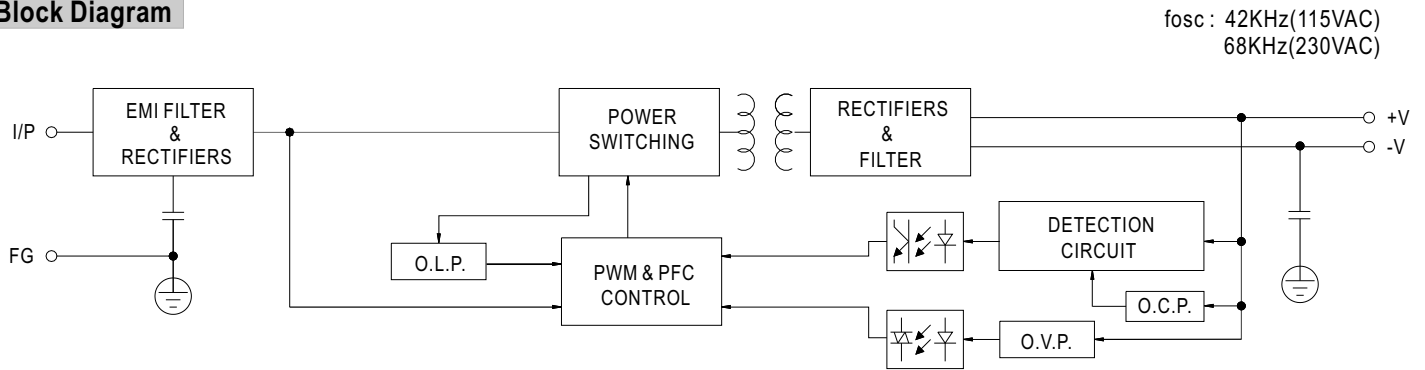 Block Diagram
fosc : 42KHz(115VAC)
68KHz(230VAC)
I/P
EMI FILTER
&
RECTIFIERS
POWER
SWITCHING
RECTIFIERS
&
FILTER
+V
-V
FG
O.L.P.
PWM & PFC
CONTROL
DETECTION
CIRCUIT
O.C.P.
O.V.P.